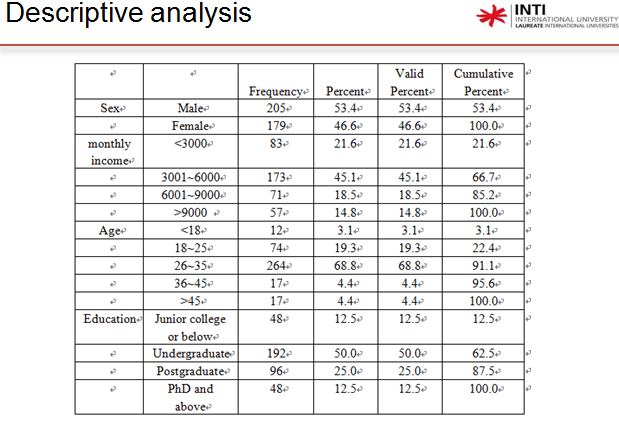 Descriptive analysis
INTI
INTERNATIONAL UNIVERSITY
LAUREATE INTERNATIONAL UNIVERSITIES
Frequency Percent Valid Percent Cumulative Percent
Sex Male 205 53.4 53.4 53.4
Female 179 46.6 46.6 100.0
monthly income <3000 83 21.6 21.6 21.6
3001~6000 173 45.1 45.1 66.7
6001~9000 71 18.5 18.5 85.2
>9000 57 14.8 14.8 100.0
Age <18 12 3.1 3.1 3.1
18~25 74 19.3 19.3 22.4
26~35 264 68.8 68.8 91.1
36~45 17 4.4 4.4 95.6
>45 17 4.4 4.4 100.0
Education Junior college or below 48 12.5 12.5 12.5
Undergraduate 192 50.0 50.0 62.5
Postgraduate 96 25.0 25.0 87.5
PhD and above 48 12.5 12.5 100.0